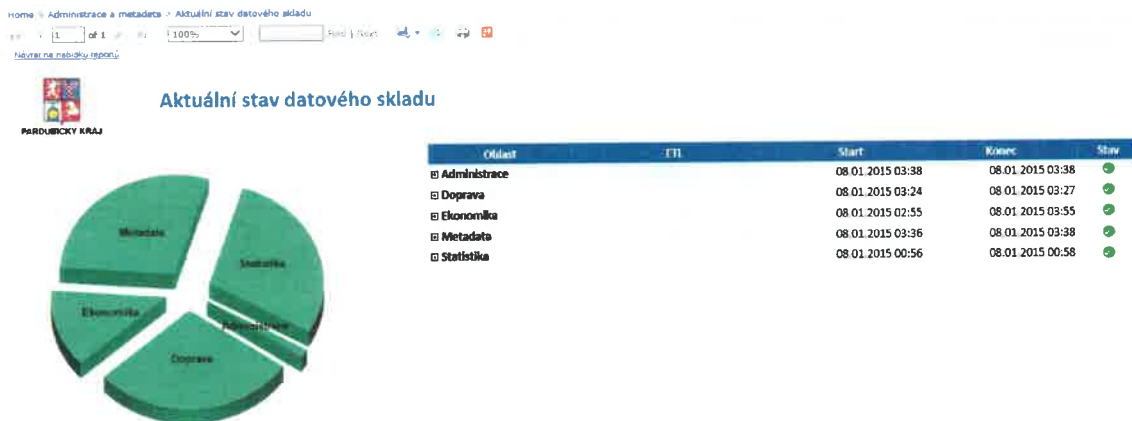 Home > Administrace a metadata > Aktuální stav datového skladu
1 of 1 100% Find | Next
Návrat na nabídku reportů
Aktuální stav datového skladu
PARDUBICKÝ KRAJ
Oblast ETL Start Konec Stav
Administrace 08.01.2015 03:38 08.01.2015 03:38
Doprava 08.01.2015 03:24 08.01.2015 03:27
Ekonomika 08.01.2015 02:55 08.01.2015 03:55
Metadata 08.01.2015 03:36 08.01.2015 03:38
Statistika 08.01.2015 00:56 08.01.2015 00:58
Metadata
Statistika
Ekonomika
Administrace
Doprava